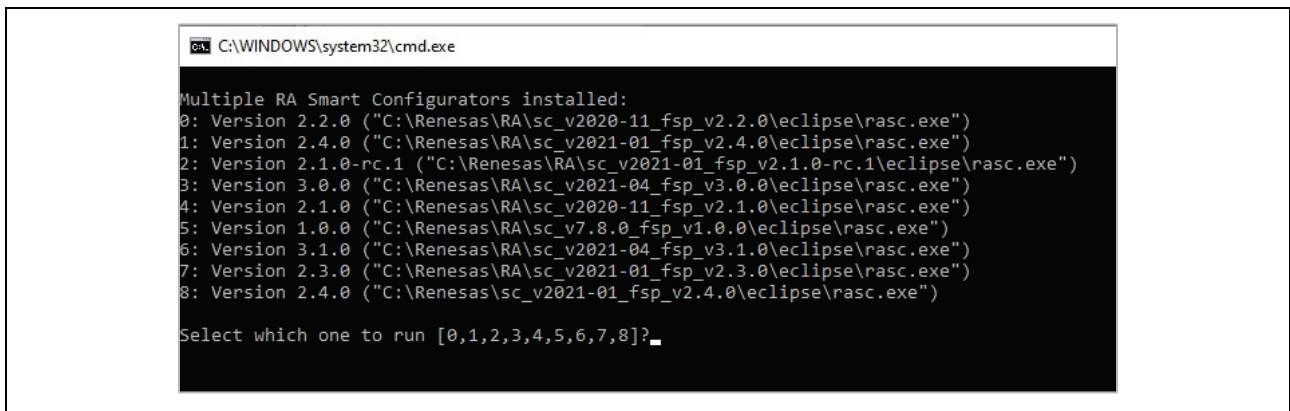 C:\WINDOWS\system32\cmd.exe
Multiple RA Smart Configurators installed:
0: Version 2.2.0 ("C:\Renesas\RA\sc_v2020-11_fsp_v2.2.0\eclipse\rasc.exe")
1: Version 2.4.0 ("C:\Renesas\RA\sc_v2021-01_fsp_v2.4.0\eclipse\rasc.exe")
2: Version 2.1.0-rc.1 ("C:\Renesas\RA\sc_v2021-01_fsp_v2.1.0-rc.1\eclipse\rasc.exe")
3: Version 3.0.0 ("C:\Renesas\RA\sc_v2021-04_fsp_v3.0.0\eclipse\rasc.exe")
4: Version 2.1.0 ("C:\Renesas\RA\sc_v2020-11_fsp_v2.1.0\eclipse\rasc.exe")
5: Version 1.0.0 ("C:\Renesas\RA\sc_v7.8.0_fsp_v1.0.0\eclipse\rasc.exe")
6: Version 3.1.0 ("C:\Renesas\RA\sc_v2021-04_fsp_v3.1.0\eclipse\rasc.exe")
7: Version 2.3.0 ("C:\Renesas\RA\sc_v2021-01_fsp_v2.3.0\eclipse\rasc.exe")
8: Version 2.4.0 ("C:\Renesas\sc_v2021-01_fsp_v2.4.0\eclipse\rasc.exe")
Select which one to run [0,1,2,3,4,5,6,7,8]?